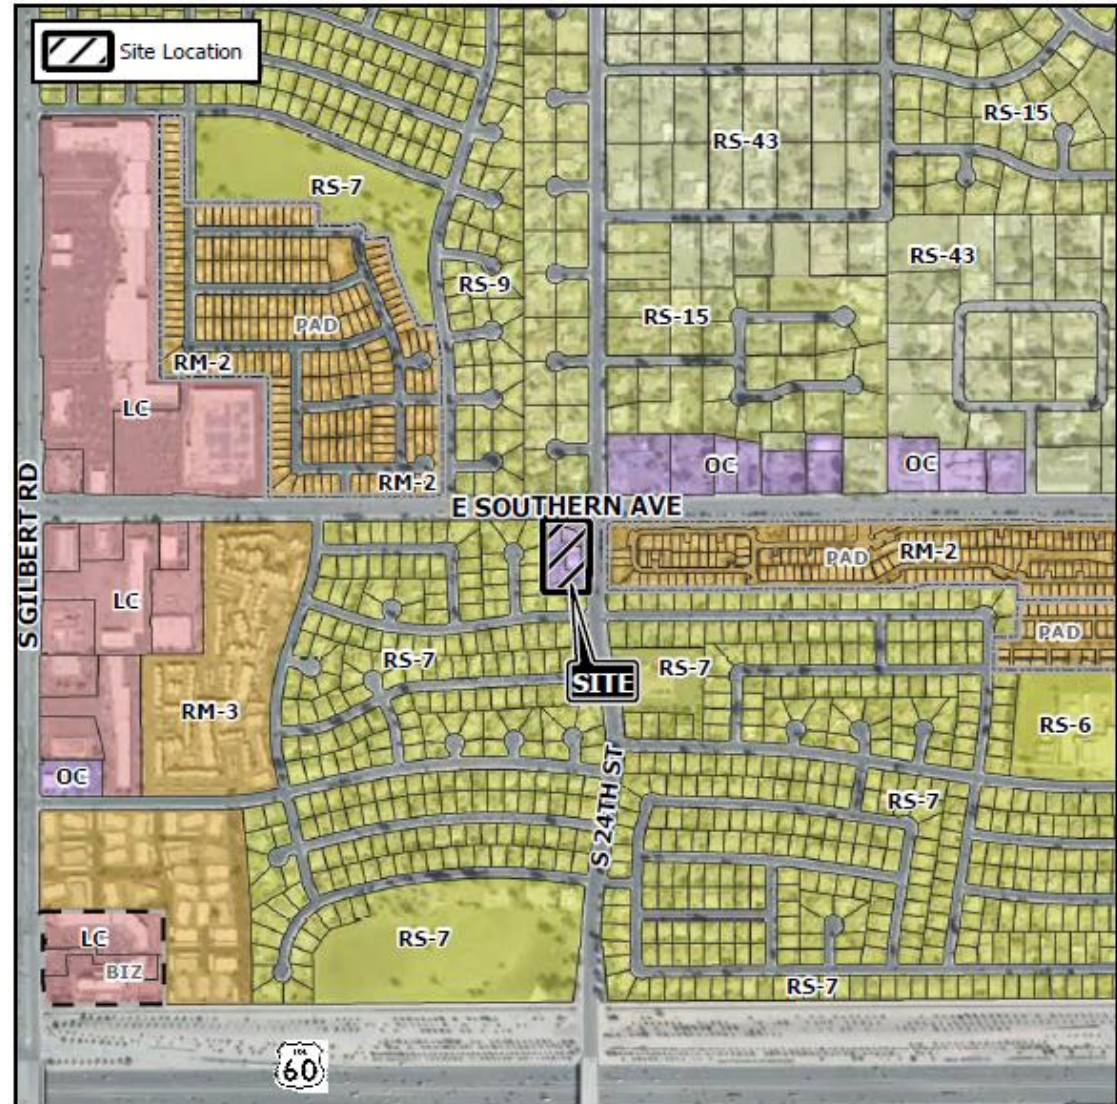 Site Location
RS-15
RS-43
RS-7
RS-43
RS-9
RS-15
PAD
RM-2
LC
OC
OC
RM-2
E SOUTHERN AVE
S GILBERT RD
PAD
RM-2
LC
PAD
RS-7
RS-7
SITE
RM-3
RS-6
OC
S 24TH ST
RS-7
LC
RS-7
BIZ
RS-7
60